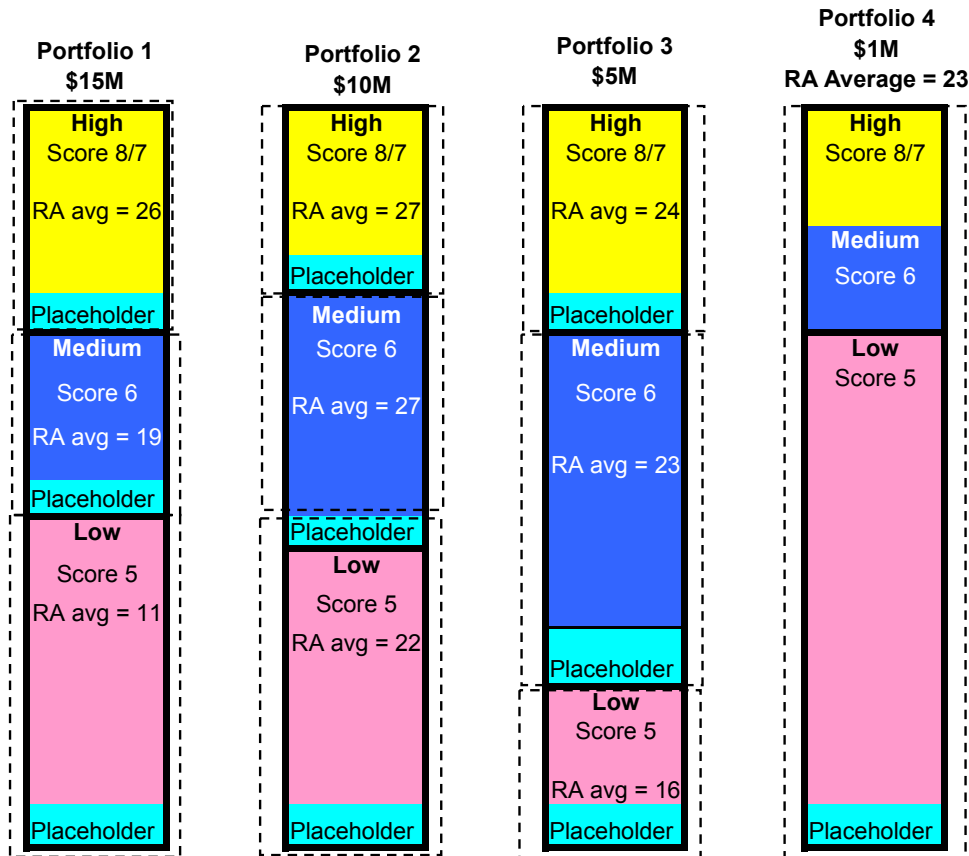 Portfolio 1
$15M
High
Score 8/7
RA avg = 26
Placeholder
Medium
Score 6
RA avg = 19
Placeholder
Low
Score 5
RA avg = 11
Placeholder
Portfolio 2
$10M
High
Score 8/7
RA avg = 27
Placeholder
Medium
Score 6
RA avg = 27
Placeholder
Low
Score 5
RA avg = 22
Placeholder
Portfolio 3
$5M
High
Score 8/7
RA avg = 24
Placeholder
Medium
Score 6
RA avg = 23
Placeholder
Low
Score 5
RA avg = 16
Placeholder
Portfolio 4
$1M
RA Average = 23
High
Score 8/7
Medium
Score 6
Low
Score 5
Placeholder